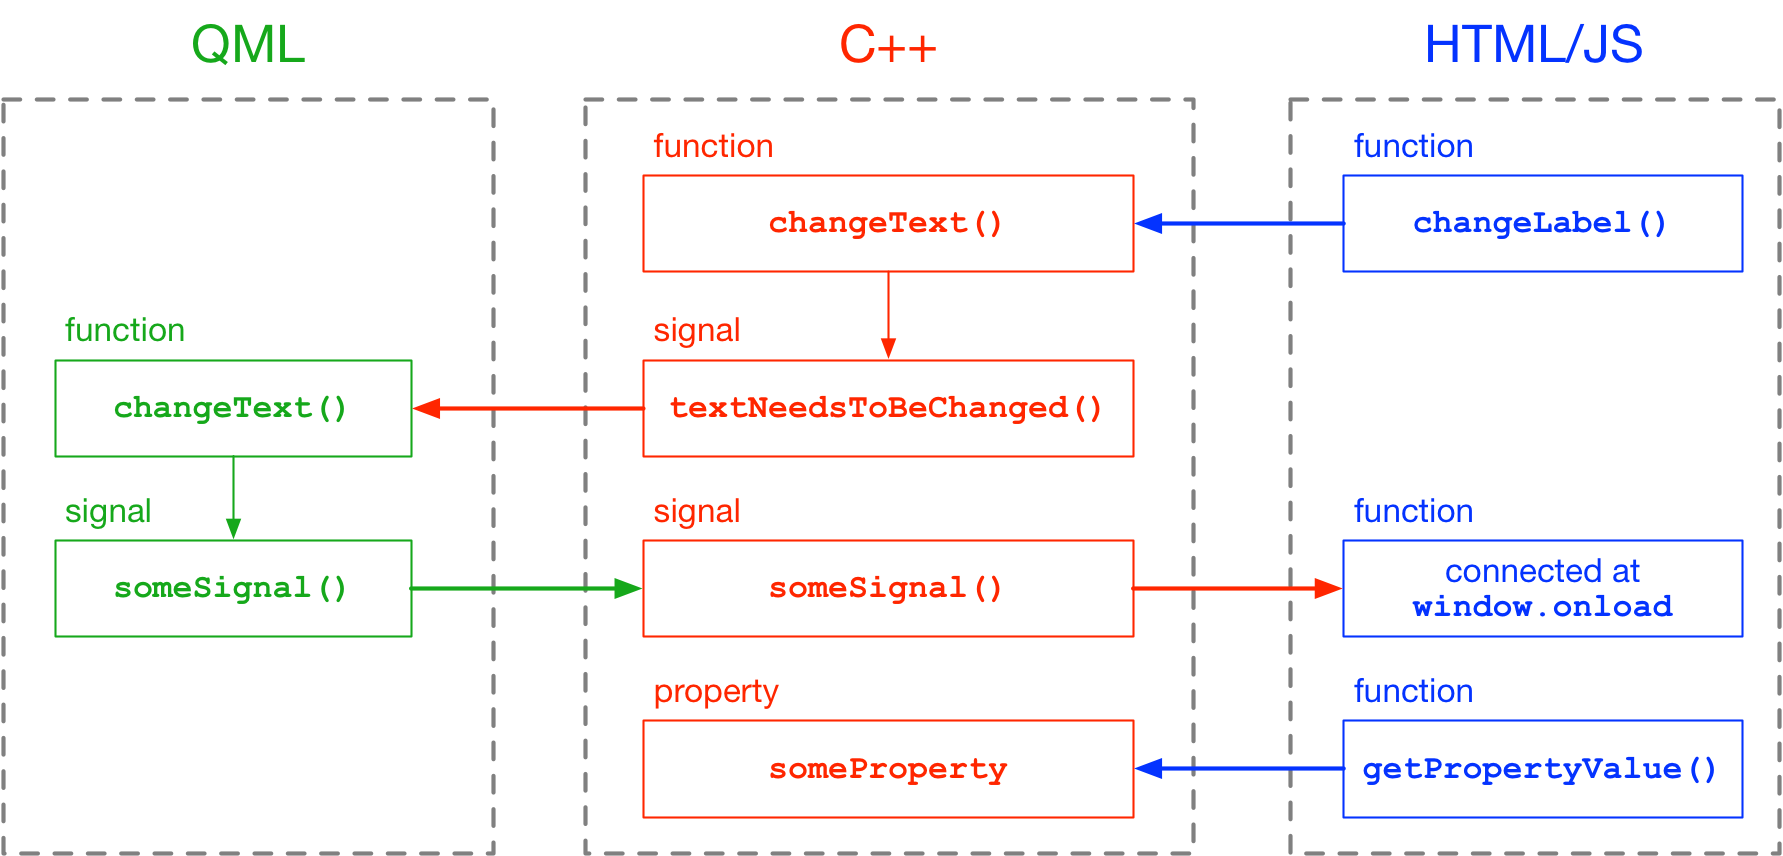 QML
C++
HTML/JS
function
function
changeText()
changeLabel()
function
signal
changeText()
textNeedsToBeChanged()
signal
signal
function
someSignal()
someSignal()
connected at
window.onload
property
function
someProperty
getPropertyValue()